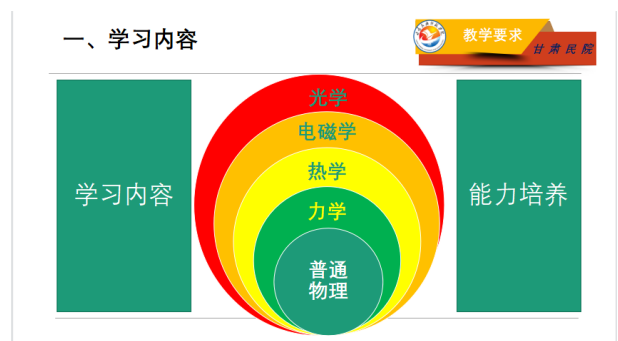 一、学习内容
教学要求
甘肃民院
学习内容
光学
电磁学
热学
力学
普通
物理
能力培养